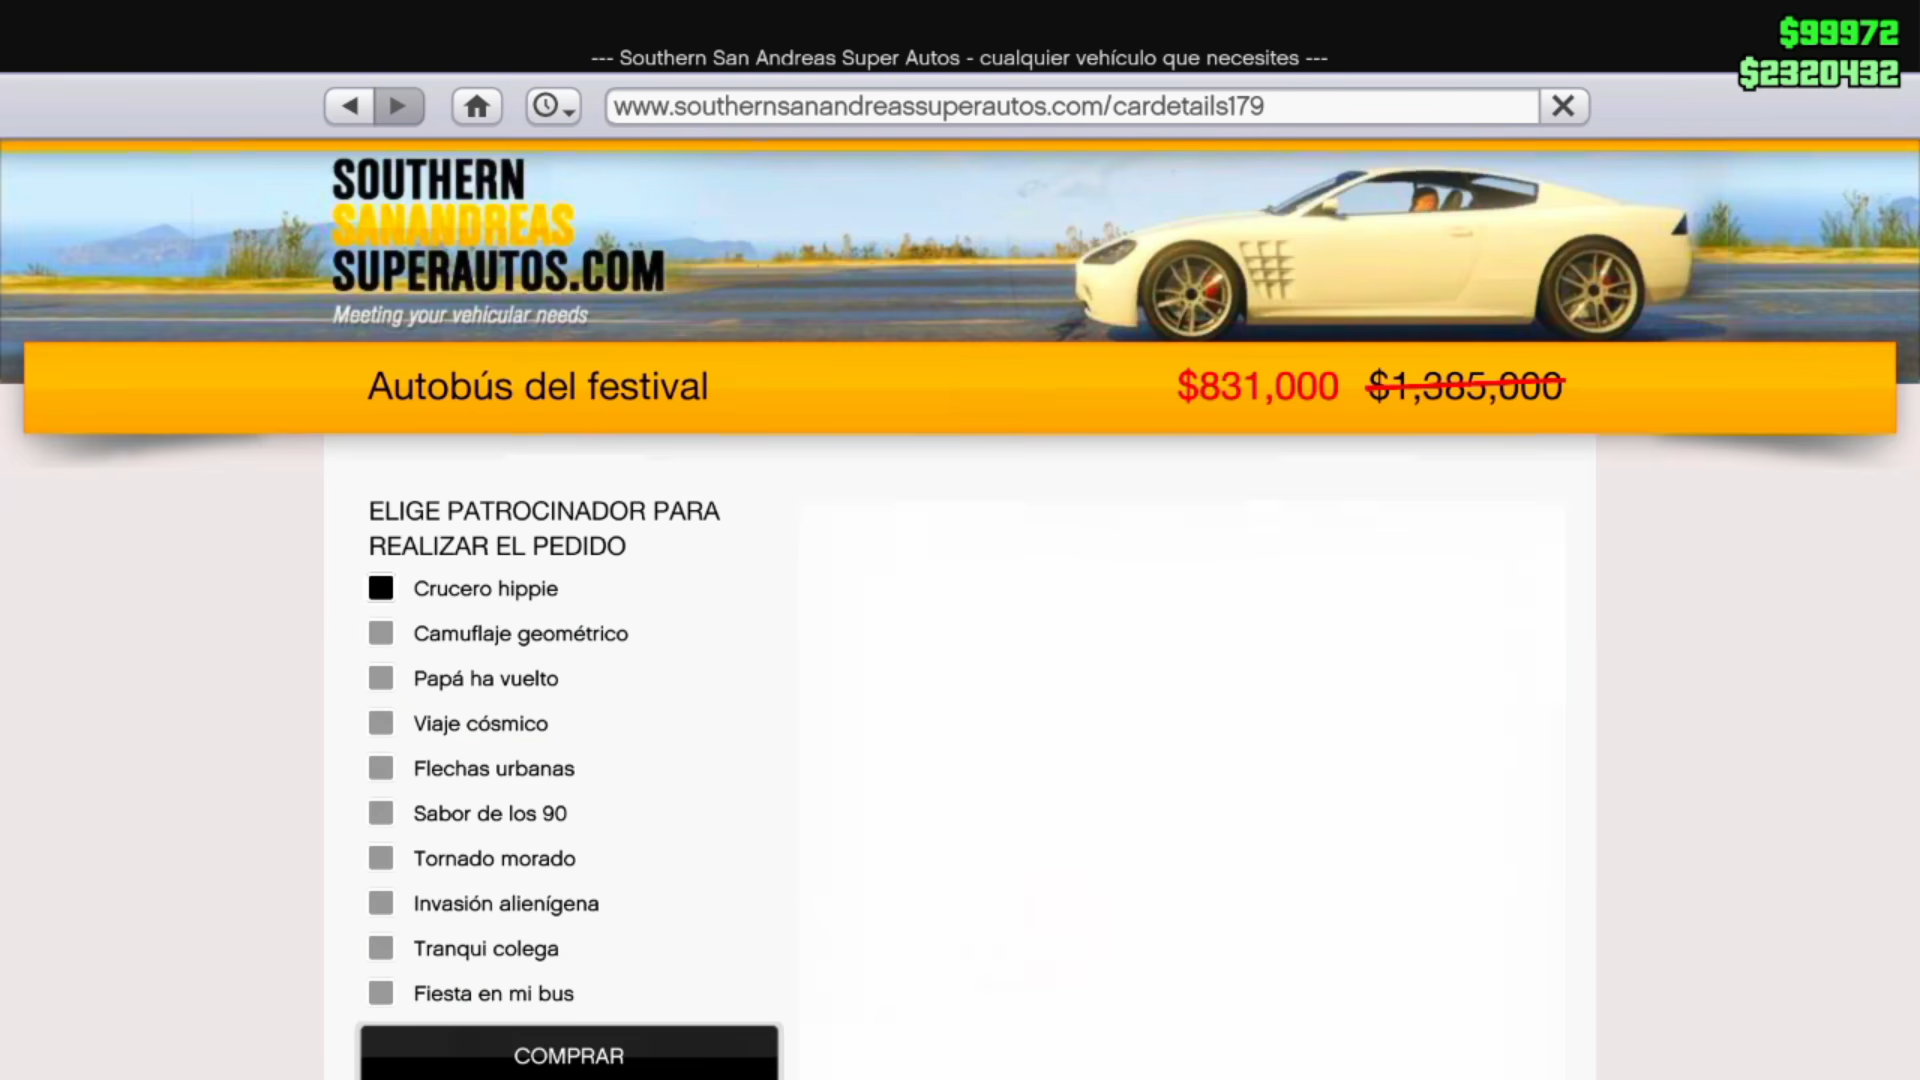 $99972
--- Southern San Andreas Super Autos - cualquier vehículo que necesites ---
$2320432
www.southernsanandreassuperautos.com/cardetails179
SOUTHERN
SANANDREAS
SUPERAUTOS.COM
Meeting your vehicular needs
Autobús del festival
$831,000 $1,385,000
ELIGE PATROCINADOR PARA
REALIZAR EL PEDIDO
Crucero hippie
Camuflaje geométrico
Papá ha vuelto
Viaje cósmico
Flechas urbanas
Sabor de los 90
Tornado morado
Invasión alienígena
Tranqui colega
Fiesta en mi bus
COMPRAR